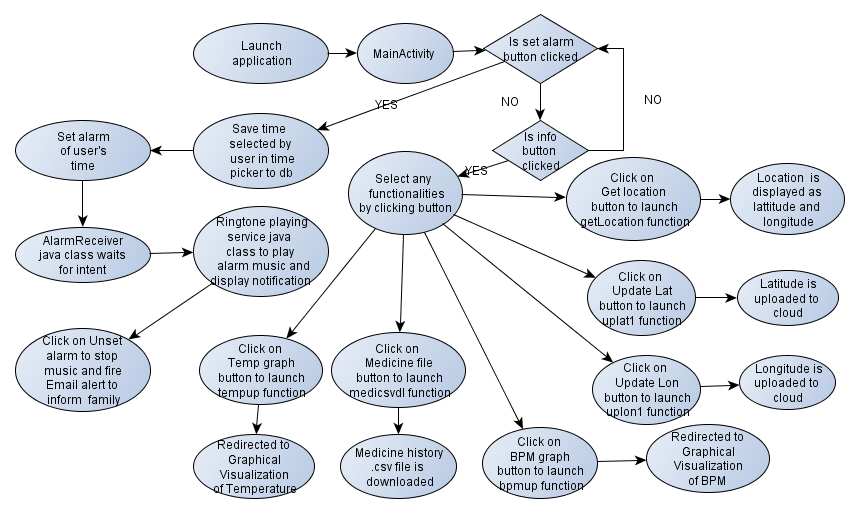 Launch
application
MainActivity
Is set alarm
button clicked
YES
NO
NO
Is info
button
clicked
YES
Save time
selected by
user in time
picker to db
Set alarm
of user's
time
AlarmReceiver
java class waits
for intent
Ringtone playing
service java
class to play
alarm music and
display notification
Click on Unset
alarm to stop
music and fire
Email alert to
inform family
Select any
functionalities
by clicking button
Click on
Get location
button to launch
getLocation function
Location is
displayed as
lattitude and
longitude
Click on
Update Lat
button to launch
uplat1 function
Latitude is
uploaded to
cloud
Click on
Update Lon
button to launch
uplon1 function
Longitude is
uploaded to
cloud
Click on
Temp graph
button to launch
tempup function
Redirected to
Graphical
Visualization
of Temperature
Click on
Medicine file
button to launch
medicsvdl function
Medicine history
.csv file is
downloaded
Click on
BPM graph
button to launch
bpmup function
Redirected to
Graphical
Visualization
of BPM